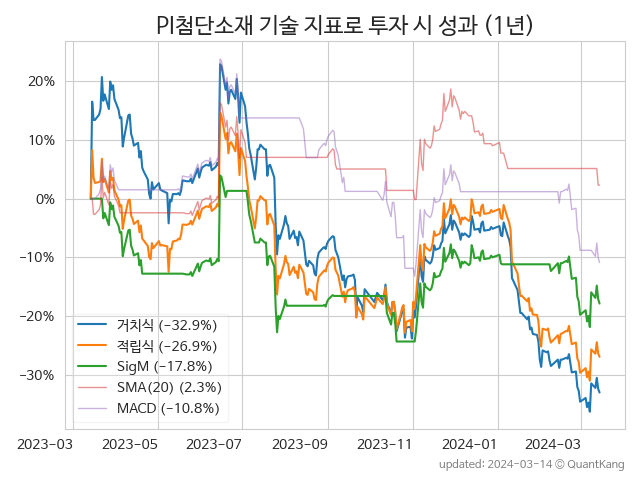 PI첨단소재 기술 지표로 투자 시 성과 (1년)
20%
10%
0%
−10%
−20%
−30%
거치식 (−32.9%)
적립식 (−26.9%)
SigM (−17.8%)
SMA(20) (2.3%)
MACD (−10.8%)
2023-03 2023-05 2023-07 2023-09 2023-11 2024-01 2024-03
updated: 2024-03-14 © QuantKang